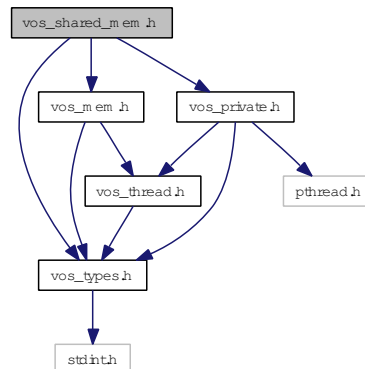 vos_shared_mem.h
vos_mem.h
vos_private.h
vos_thread.h
pthread.h
vos_types.h
stdint.h